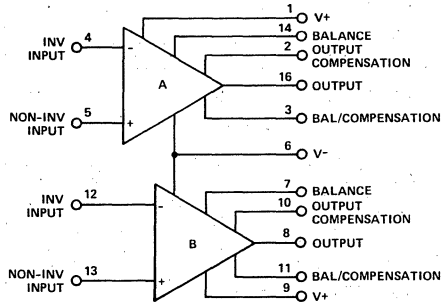 1 V+
14 BALANCE
4 INV INPUT
2 OUTPUT COMPENSATION
-
A
16 OUTPUT
5 NON-INV INPUT
+
3 BAL/COMPENSATION
6 V-
7 BALANCE
12 INV INPUT
-
10 OUTPUT COMPENSATION
B
8 OUTPUT
13 NON-INV INPUT
+
11 BAL/COMPENSATION
9 V+